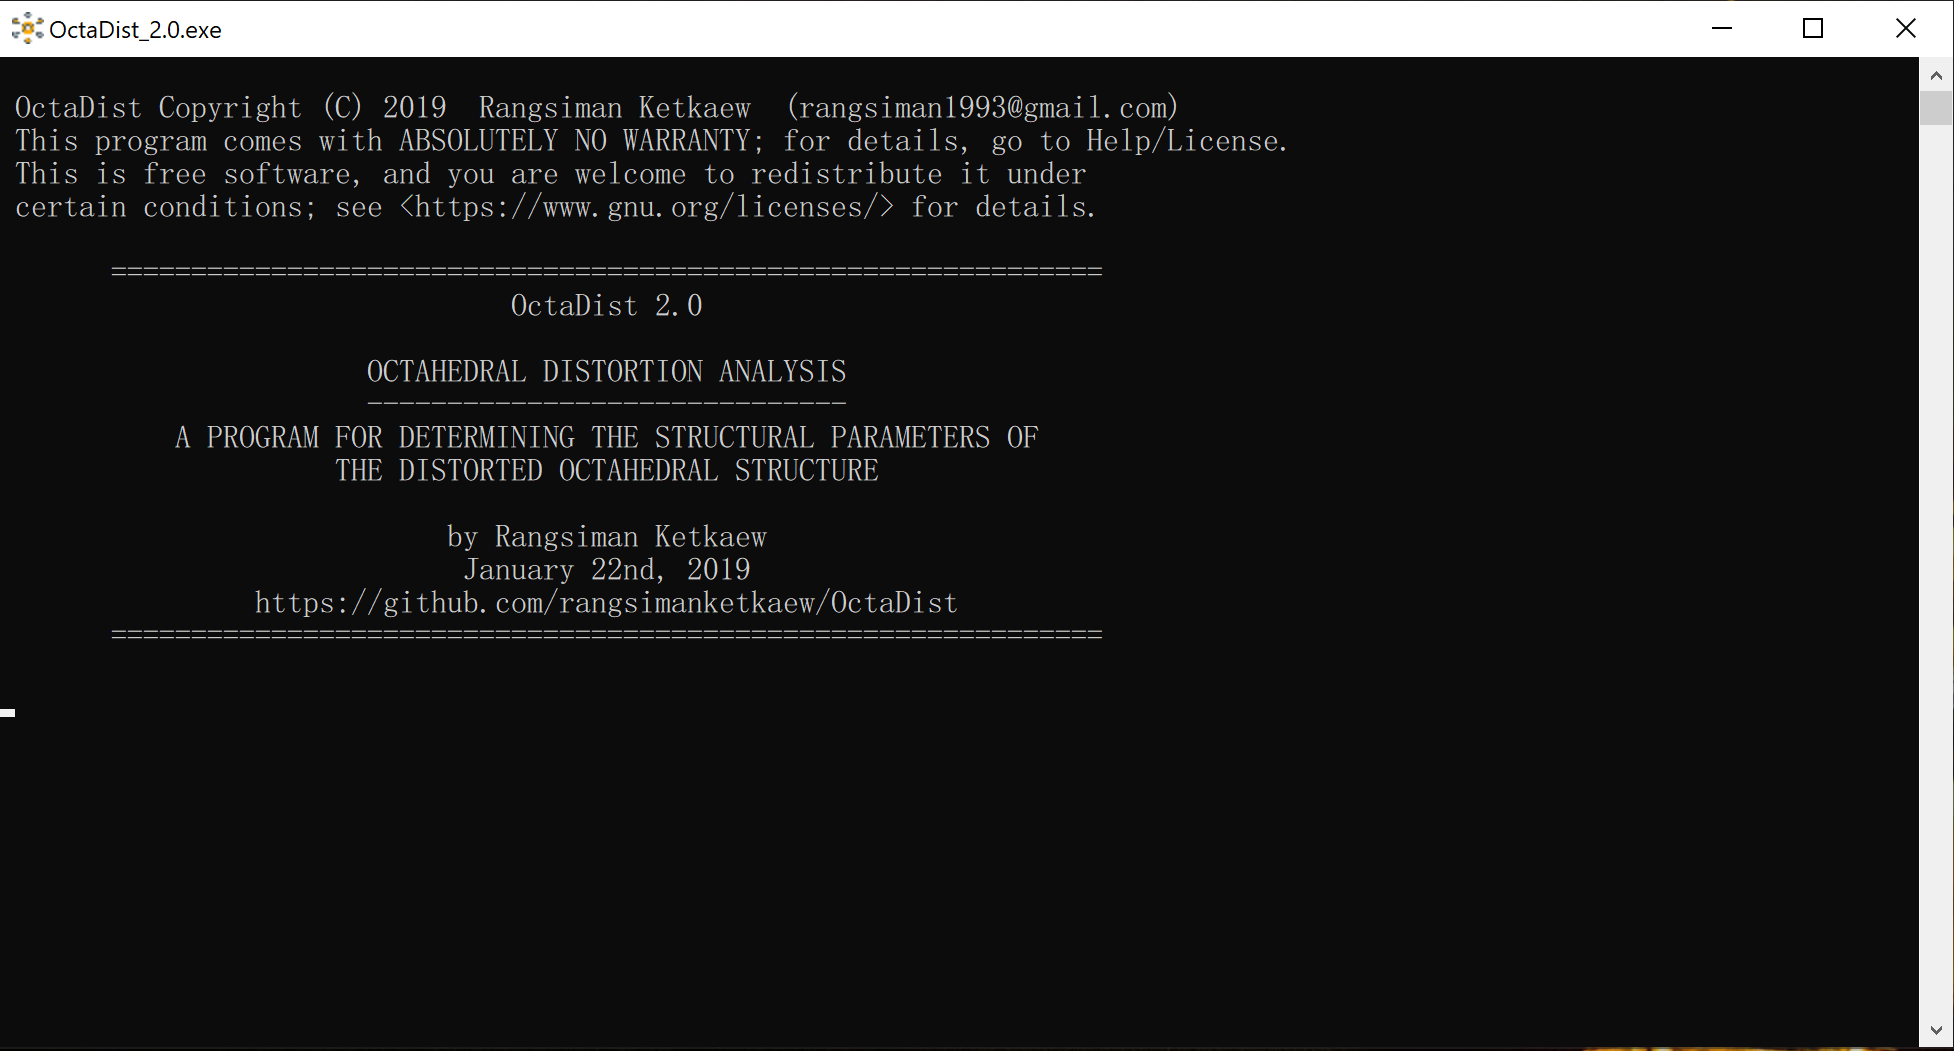 OctaDist_2.0.exe
OctaDist Copyright (C) 2019  Rangsiman Ketkaew  (rangsiman1993@gmail.com)
This program comes with ABSOLUTELY NO WARRANTY; for details, go to Help/License.
This is free software, and you are welcome to redistribute it under
certain conditions; see <https://www.gnu.org/licenses/> for details.
==============================================================
OctaDist 2.0
OCTAHEDRAL DISTORTION ANALYSIS
------------------------------
A PROGRAM FOR DETERMINING THE STRUCTURAL PARAMETERS OF
THE DISTORTED OCTAHEDRAL STRUCTURE
by Rangsiman Ketkaew
January 22nd, 2019
https://github.com/rangsimanketkaew/OctaDist
==============================================================